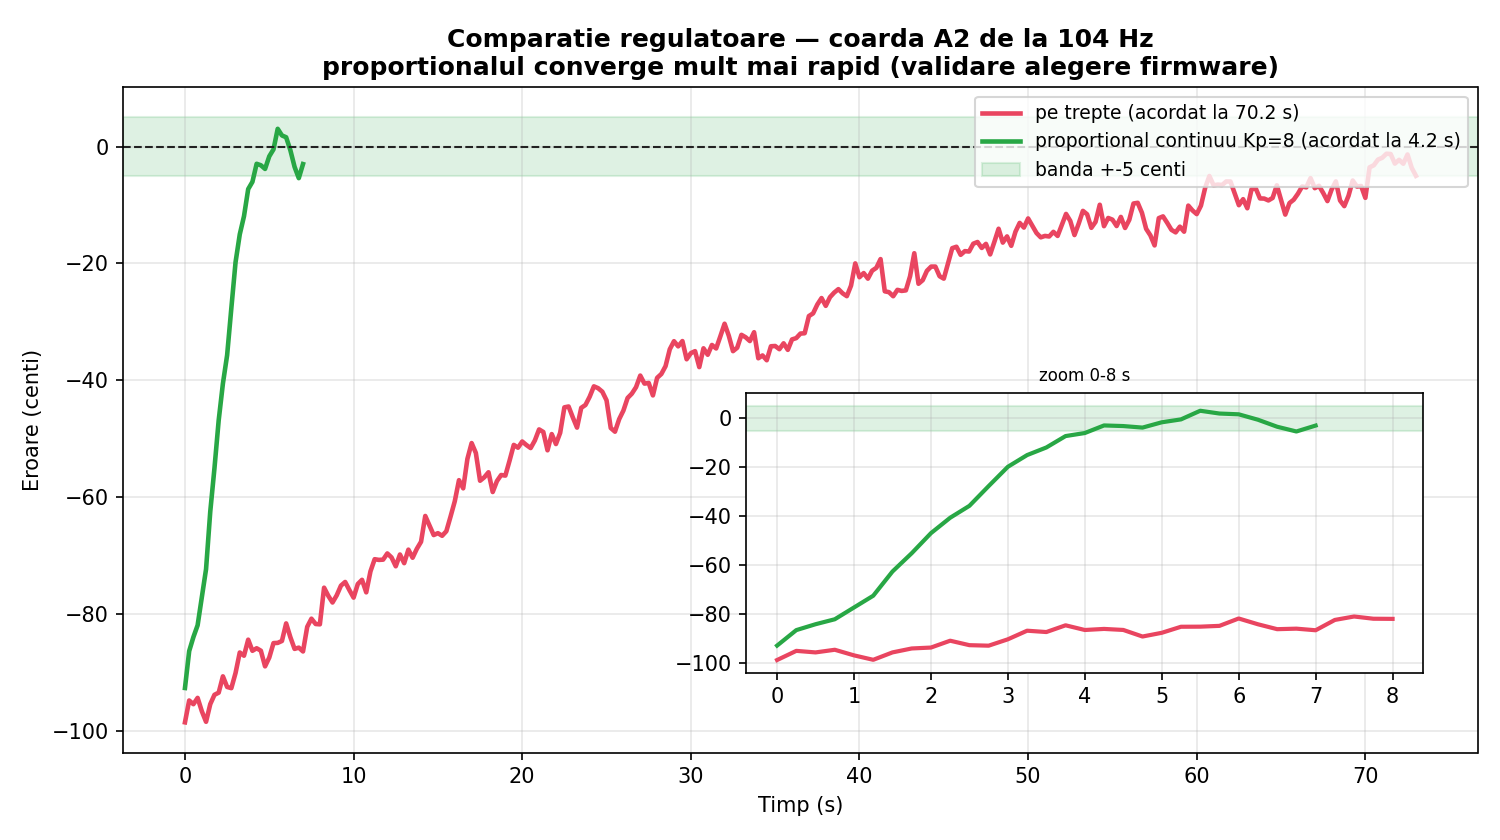 Comparatie regulatoare — coarda A2 de la 104 Hz
proportionalul converge mult mai rapid (validare alegere firmware)
pe trepte (acordat la 70.2 s)
proportional continuu Kp=8 (acordat la 4.2 s)
banda +-5 centi
Eroare (centi)
0
−20
−40
−60
−80
−100
zoom 0-8 s
0
−20
−40
−60
−80
−100
0 1 2 3 4 5 6 7 8
0 10 20 30 40 50 60 70
Timp (s)